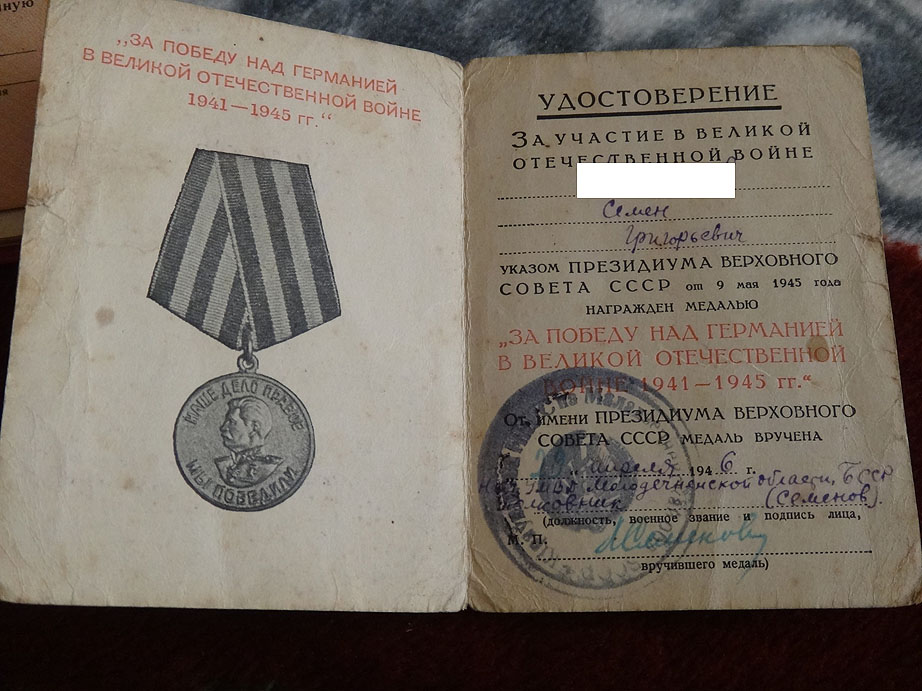 „ЗА ПОБЕДУ НАД ГЕРМАНИЕЙ
В ВЕЛИКОЙ ОТЕЧЕСТВЕННОЙ ВОЙНЕ
1941—1945 гг.“
НАШЕ ДЕЛО ПРАВОЕ
МЫ ПОБЕДИЛИ
УДОСТОВЕРЕНИЕ
ЗА УЧАСТИЕ В ВЕЛИКОЙ
ОТЕЧЕСТВЕННОЙ ВОЙНЕ
Семен
Григорьевич
УКАЗОМ ПРЕЗИДИУМА ВЕРХОВНОГО
СОВЕТА СССР от 9 мая 1945 года
НАГРАЖДЕН МЕДАЛЬЮ
„ЗА ПОБЕДУ НАД ГЕРМАНИЕЙ
В ВЕЛИКОЙ ОТЕЧЕСТВЕННОЙ
ВОЙНЕ 1941—1945 гг.“
От имени ПРЕЗИДИУМА ВЕРХОВНОГО
СОВЕТА СССР МЕДАЛЬ ВРУЧЕНА
апреля 1946 г.
Молодечненской области, БССР
(Семенов).
(должность, военное звание и подпись лица,
М. П.
вручившего медаль)